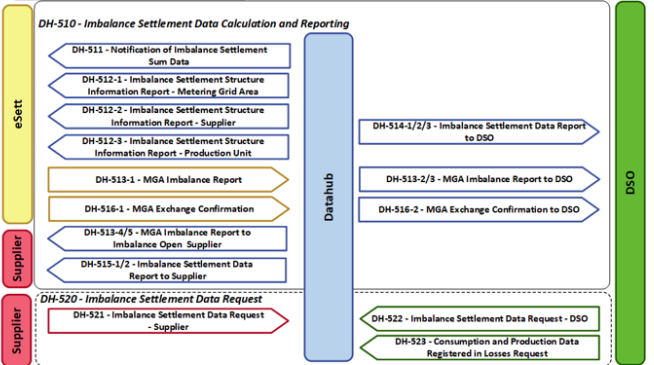 DH-510 - Imbalance Settlement Data Calculation and Reporting
eSett
DH-511 - Notification of Imbalance Settlement
Sum Data
DH-512-1 - Imbalance Settlement Structure
Information Report - Metering Grid Area
DH-512-2 - Imbalance Settlement Structure
Information Report - Supplier
DH-512-3 - Imbalance Settlement Structure
Information Report - Production Unit
DH-513-1 - MGA Imbalance Report
DH-516-1 - MGA Exchange Confirmation
Supplier
DH-513-4/5 - MGA Imbalance Report to
Imbalance Open Supplier
DH-515-1/2 - Imbalance Settlement Data
Report to Supplier
Datahub
DH-514-1/2/3 - Imbalance Settlement Data Report
to DSO
DH-513-2/3 - MGA Imbalance Report to DSO
DH-516-2 - MGA Exchange Confirmation to DSO
DSO
DH-520 - Imbalance Settlement Data Request
Supplier
DH-521 - Imbalance Settlement Data Request
- Supplier
DH-522 - Imbalance Settlement Data Request - DSO
DH-523 - Consumption and Production Data
Registered in Losses Request